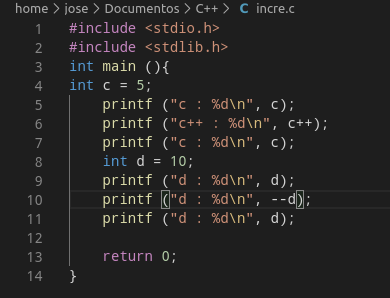 home > jose > Documentos > C++ > C incre.c
1 #include <stdio.h>
2 #include <stdlib.h>
3 int main (){
4 int c = 5;
5     printf ("c : %d\n", c);
6     printf ("c++ : %d\n", c++);
7     printf ("c : %d\n", c);
8     int d = 10;
9     printf ("d : %d\n", d);
10     printf ("d : %d\n", --d);
11     printf ("d : %d\n", d);
12
13     return 0;
14 }